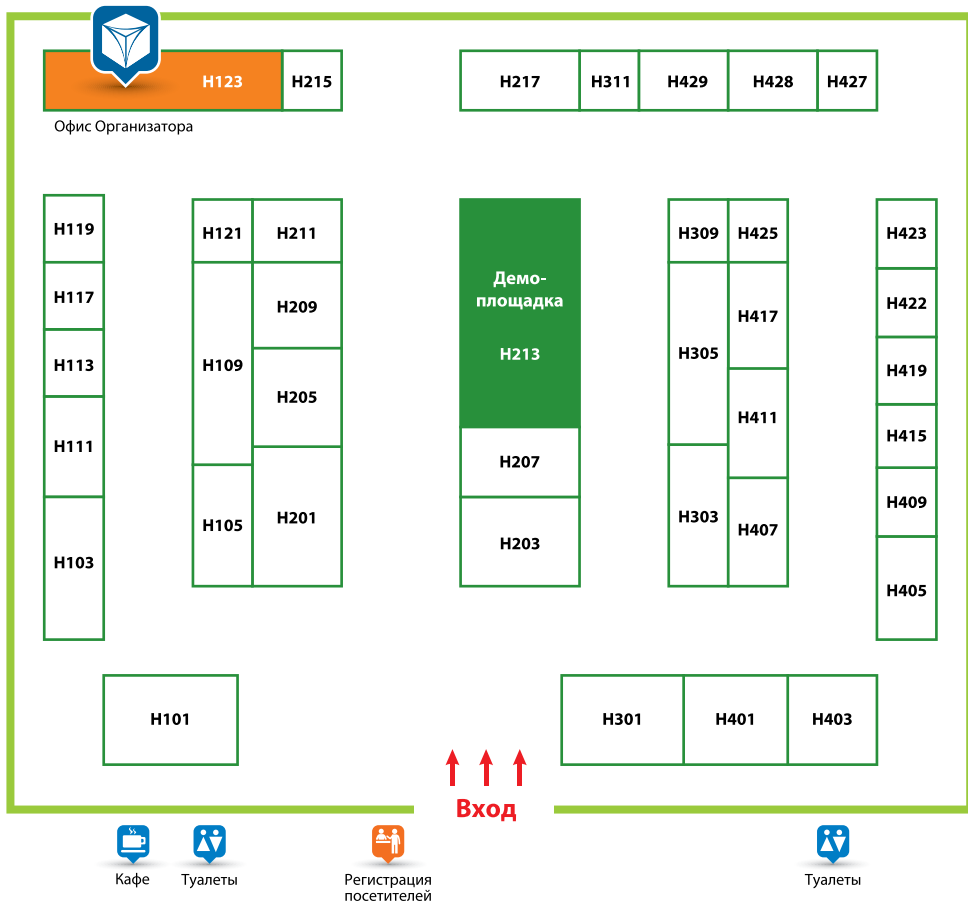 H123
H215
H217
H311
H429
H428
H427
Офис Организатора
H119
H121
H211
H309
H425
H423
Демо-
площадка
H117
H209
H417
H422
H113
H109
H213
H305
H419
H205
H411
H111
H207
H415
H105
H201
H303
H409
H103
H203
H407
H405
H101
H301
H401
H403
Вход
Кафе
Туалеты
Регистрация
посетителей
Туалеты